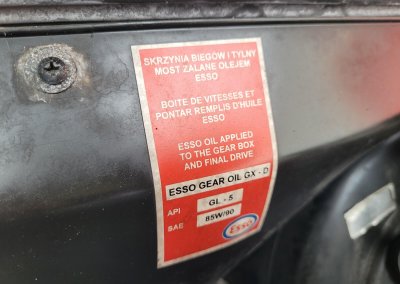 SKRZYNIA BIEGÓW I TYLNY
MOST ZALANE OLEJEM
ESSO
BOITE DE VITESSES ET
PONTAR REMPLIS D'HUILE
ESSO
ESSO OIL APPLIED
TO THE GEAR BOX
AND FINAL DRIVE
ESSO GEAR OIL GX - D
API GL - 5
SAE 85W/90
Esso